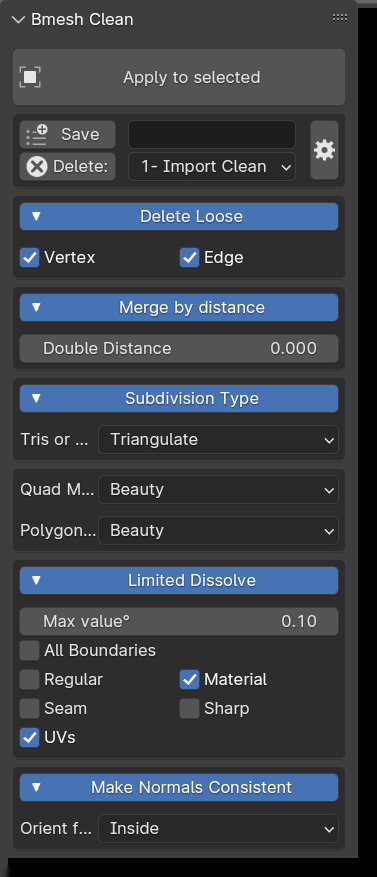 Bmesh Clean
Apply to selected
Save
Delete: 1- Import Clean
Delete Loose
Vertex Edge
Merge by distance
Double Distance 0.000
Subdivision Type
Tris or ... Triangulate
Quad M... Beauty
Polygon... Beauty
Limited Dissolve
Max value° 0.10
All Boundaries
Regular Material
Seam Sharp
UVs
Make Normals Consistent
Orient f... Inside